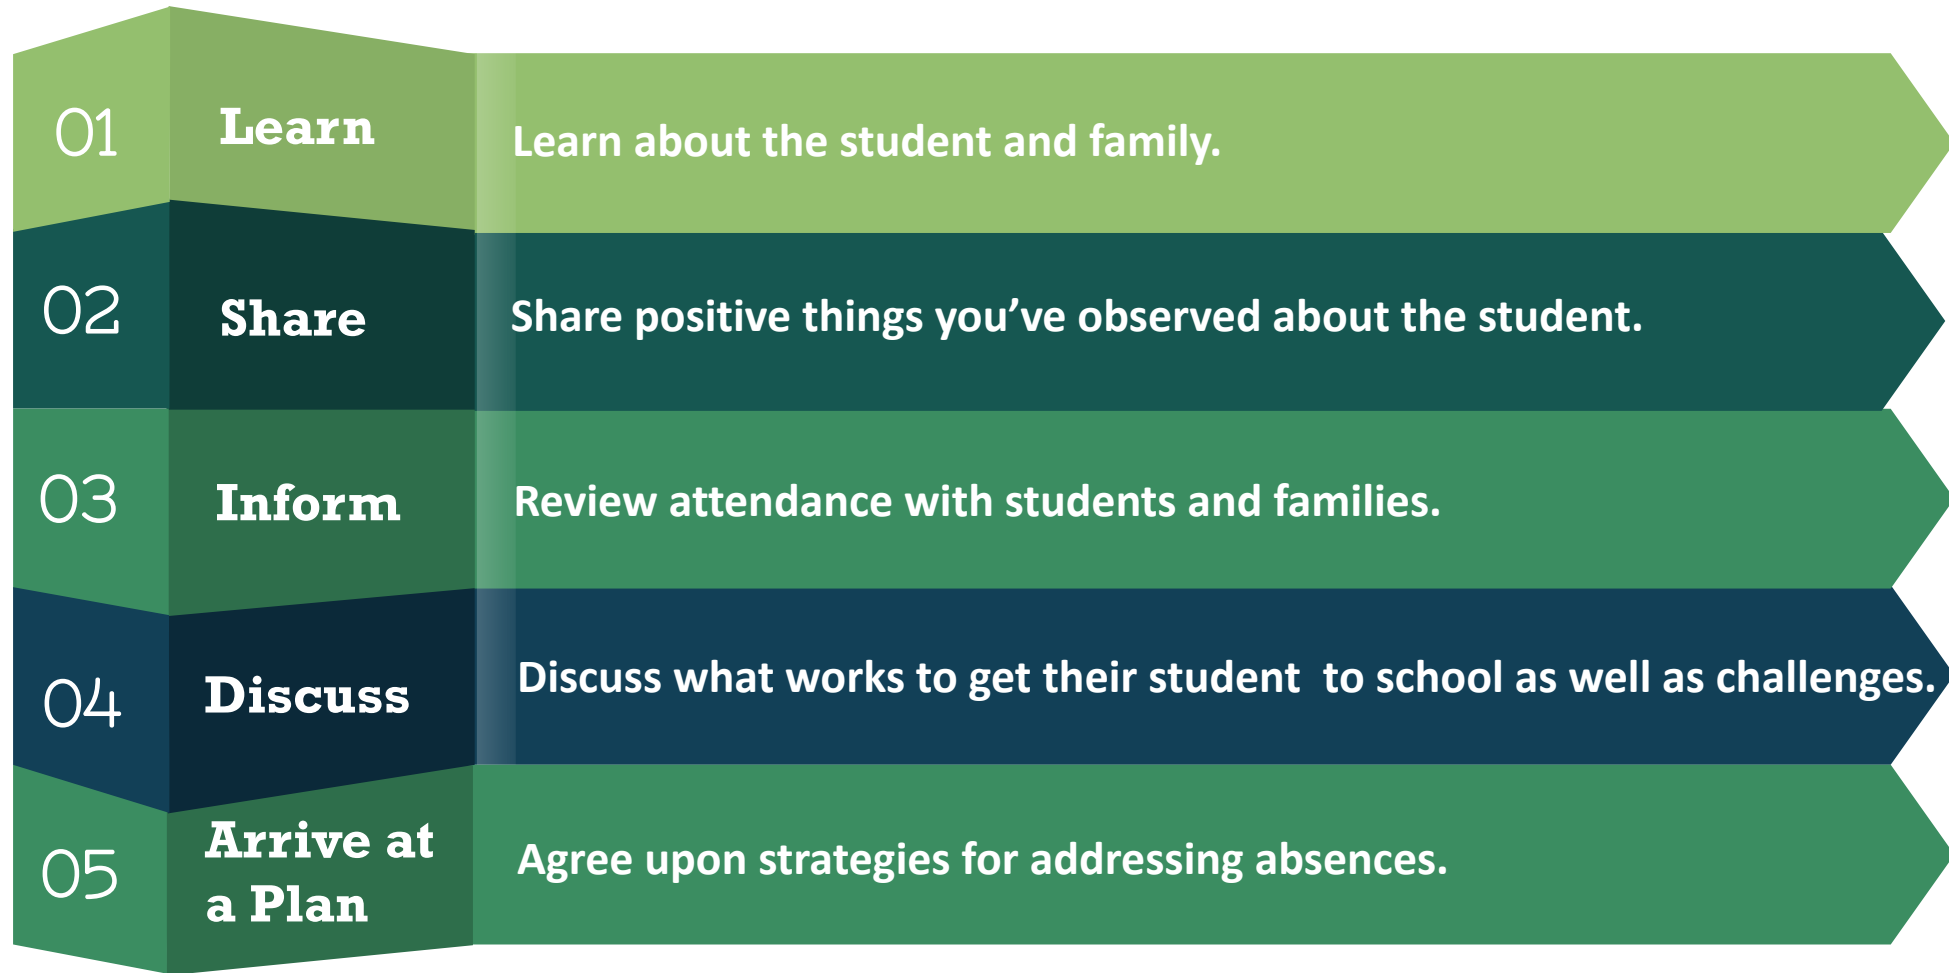 01
Learn
Learn about the student and family.
02
Share
Share positive things you’ve observed about the student.
03
Inform
Review attendance with students and families.
04
Discuss
Discuss what works to get their student  to school as well as challenges.
05
Arrive at
a Plan
Agree upon strategies for addressing absences.